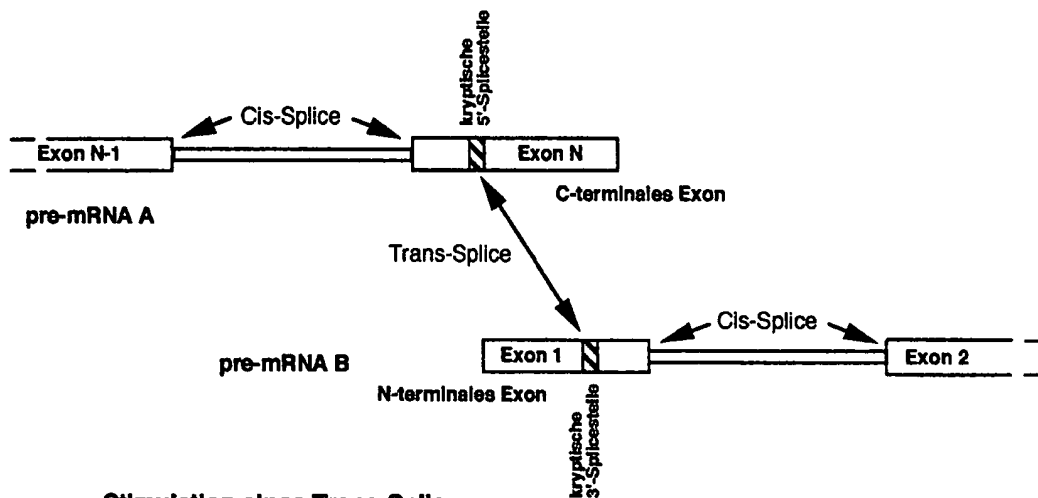 kryptische
5'-Splicestelle
Cis-Splice
Exon N-1
Exon N
C-terminales Exon
pre-mRNA A
Trans-Splice
Cis-Splice
pre-mRNA B
Exon 1
Exon 2
N-terminales Exon
kryptische
3'-Splicestelle